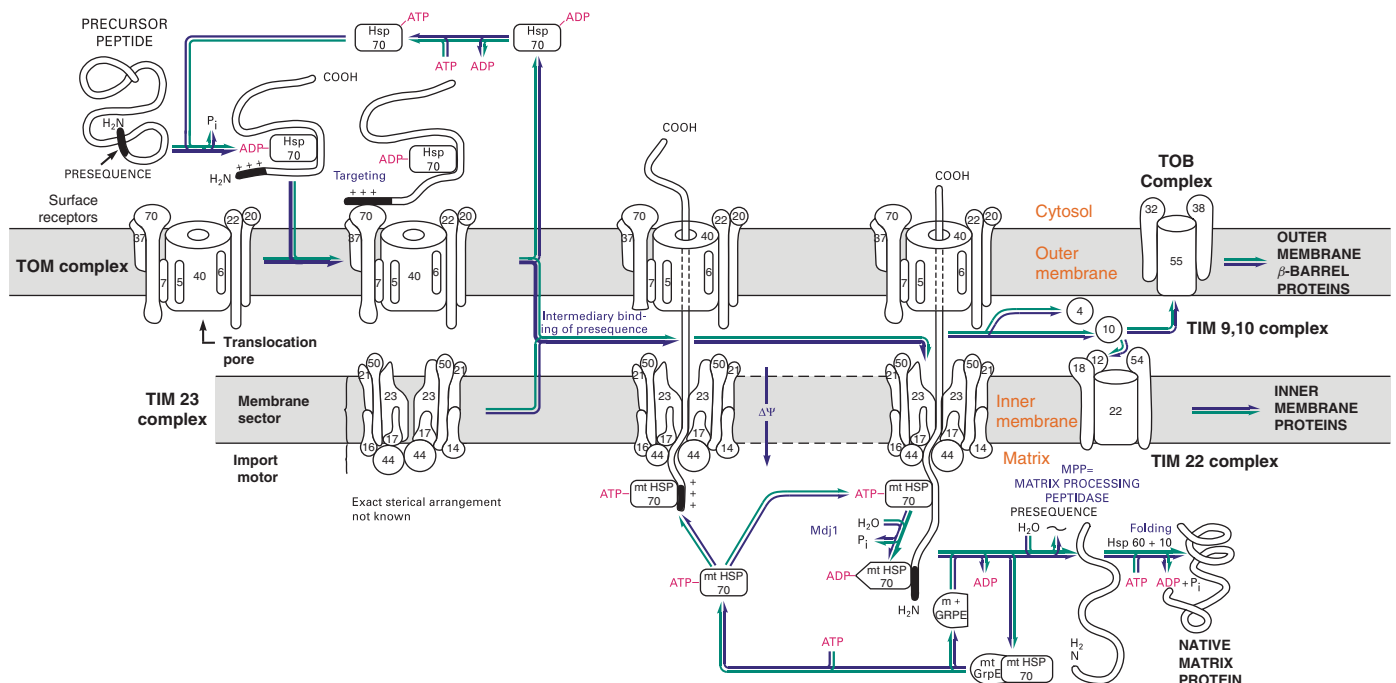 PRECURSOR
PEPTIDE
H₂N
PRESEQUENCE
Pi
Hsp
70
ATP
ATP
ADP
Hsp
70
ADP
COOH
ADP
Hsp
70
+ + +
H₂N
Targeting
+ + +
ADP
Hsp
70
COOH
COOH
Surface
receptors
TOM complex
70
37
7
5
40
6
22
20
70
37
7
5
40
6
22
20
70
37
7
5
40
6
22
20
70
37
7
5
40
6
22
20
Translocation
pore
Intermediary bind-
ing of presequence
Cytosol
Outer
membrane
TOB
Complex
32
38
55
OUTER
MEMBRANE
β-BARREL
PROTEINS
4
10
TIM 9,10 complex
TIM 23
complex
Membrane
sector
Import
motor
21
50
23
17
16
44
50
21
23
17
44
14
Exact sterical arrangement
not known
21
50
23
17
16
44
50
21
23
17
44
14
ΔΨ
21
50
23
17
16
44
50
21
23
17
44
14
Inner
membrane
Matrix
18
12
54
22
TIM 22 complex
INNER
MEMBRANE
PROTEINS
ATP
mt HSP
70
+
+
+
ATP
mt HSP
70
ATP
mt HSP
70
Mdj1
H₂O
Pi
ADP
mt HSP
70
H₂N
m +
GRPE
ADP
ATP
mt
GrpE
mt HSP
70
MPP=
MATRIX PROCESSING
PEPTIDASE
PRESEQUENCE
H₂O
H₂
N
Folding
Hsp 60 + 10
ATP
ADP + Pi
NATIVE
MATRIX
PROTEIN